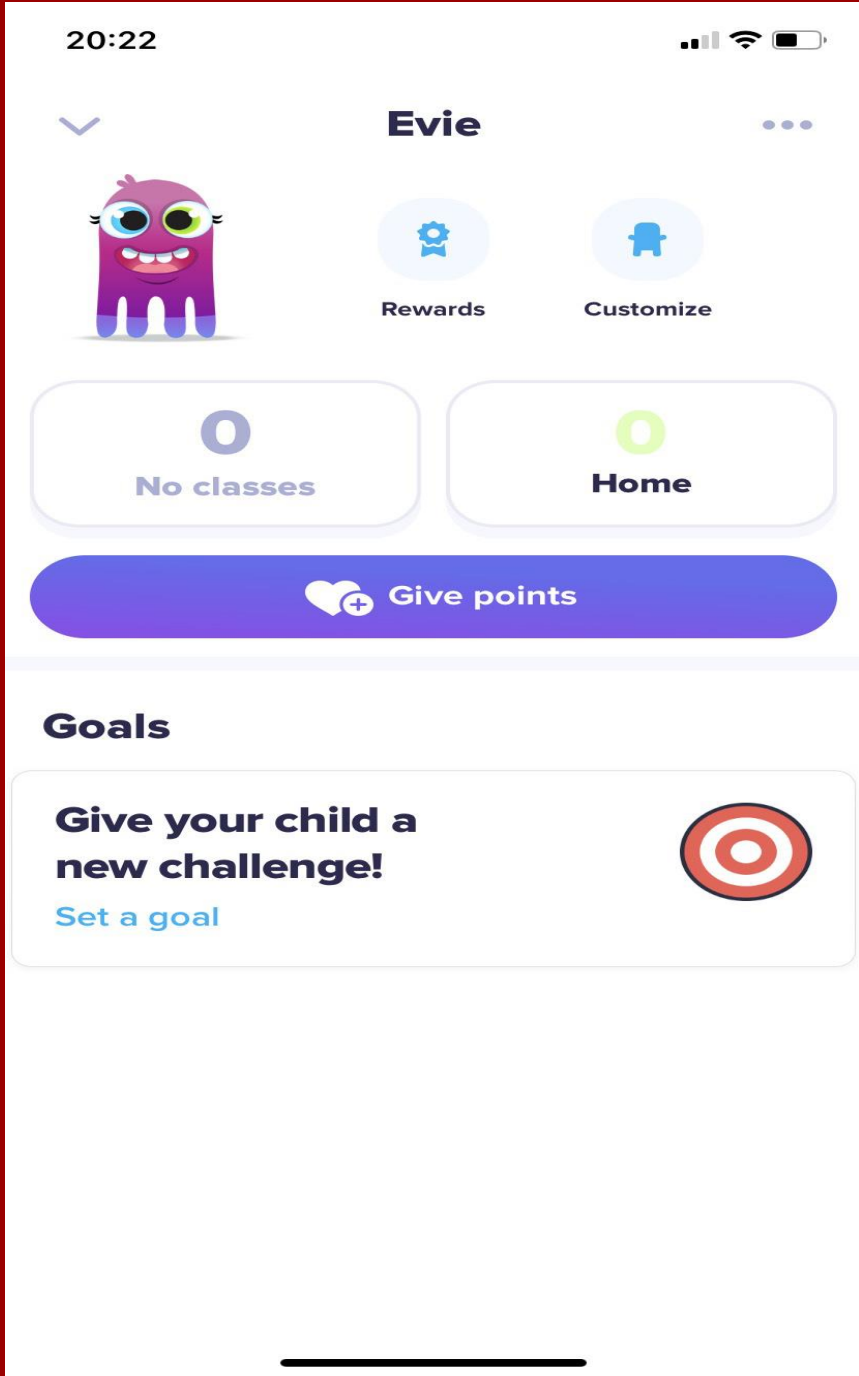 20:22
Evie
Rewards
Customize
0
No classes
0
Home
Give points
Goals
Give your child a
new challenge!
Set a goal